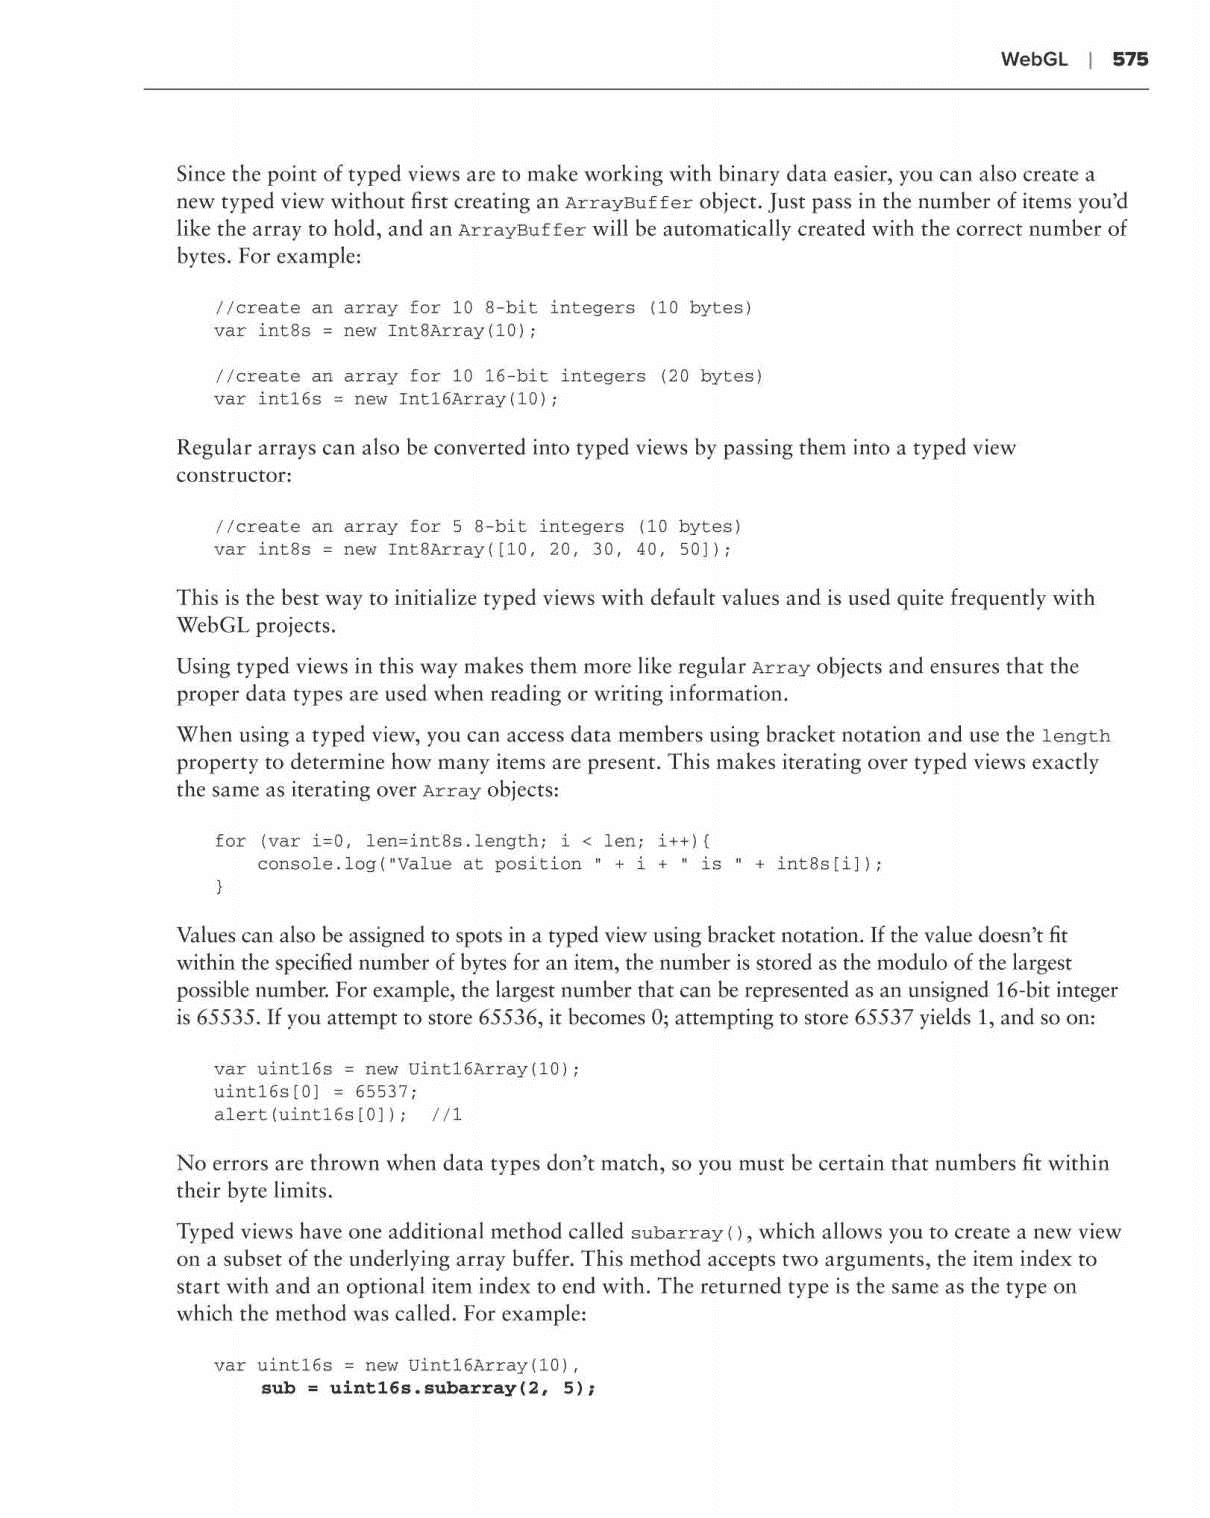 WebGL | 575
Since the point of typed views are to make working with binary data easier, you can also create a
new typed view without first creating an ArrayBuffer object. Just pass in the number of items you’d
like the array to hold, and an ArrayBuffer will be automatically created with the correct number of
bytes. For example:
//create an array for 10 8-bit integers (10 bytes)
var int8s = new Int8Array(10);
//create an array for 10 16-bit integers (20 bytes)
var int16s = new Int16Array(10);
Regular arrays can also be converted into typed views by passing them into a typed view
constructor:
//create an array for 5 8-bit integers (10 bytes)
var int8s = new Int8Array([10, 20, 30, 40, 50]);
This is the best way to initialize typed views with default values and is used quite frequently with
WebGL projects.
Using typed views in this way makes them more like regular Array objects and ensures that the
proper data types are used when reading or writing information.
When using a typed view, you can access data members using bracket notation and use the length
property to determine how many items are present. This makes iterating over typed views exactly
the same as iterating over Array objects:
for (var i=0, len=int8s.length; i < len; i++){
    console.log("Value at position " + i + " is " + int8s[i]);
}
Values can also be assigned to spots in a typed view using bracket notation. If the value doesn’t fit
within the specified number of bytes for an item, the number is stored as the modulo of the largest
possible number. For example, the largest number that can be represented as an unsigned 16-bit integer
is 65535. If you attempt to store 65536, it becomes 0; attempting to store 65537 yields 1, and so on:
var uint16s = new Uint16Array(10);
uint16s[0] = 65537;
alert(uint16s[0]);  //1
No errors are thrown when data types don’t match, so you must be certain that numbers fit within
their byte limits.
Typed views have one additional method called subarray(), which allows you to create a new view
on a subset of the underlying array buffer. This method accepts two arguments, the item index to
start with and an optional item index to end with. The returned type is the same as the type on
which the method was called. For example:
var uint16s = new Uint16Array(10),
    sub = uint16s.subarray(2, 5);